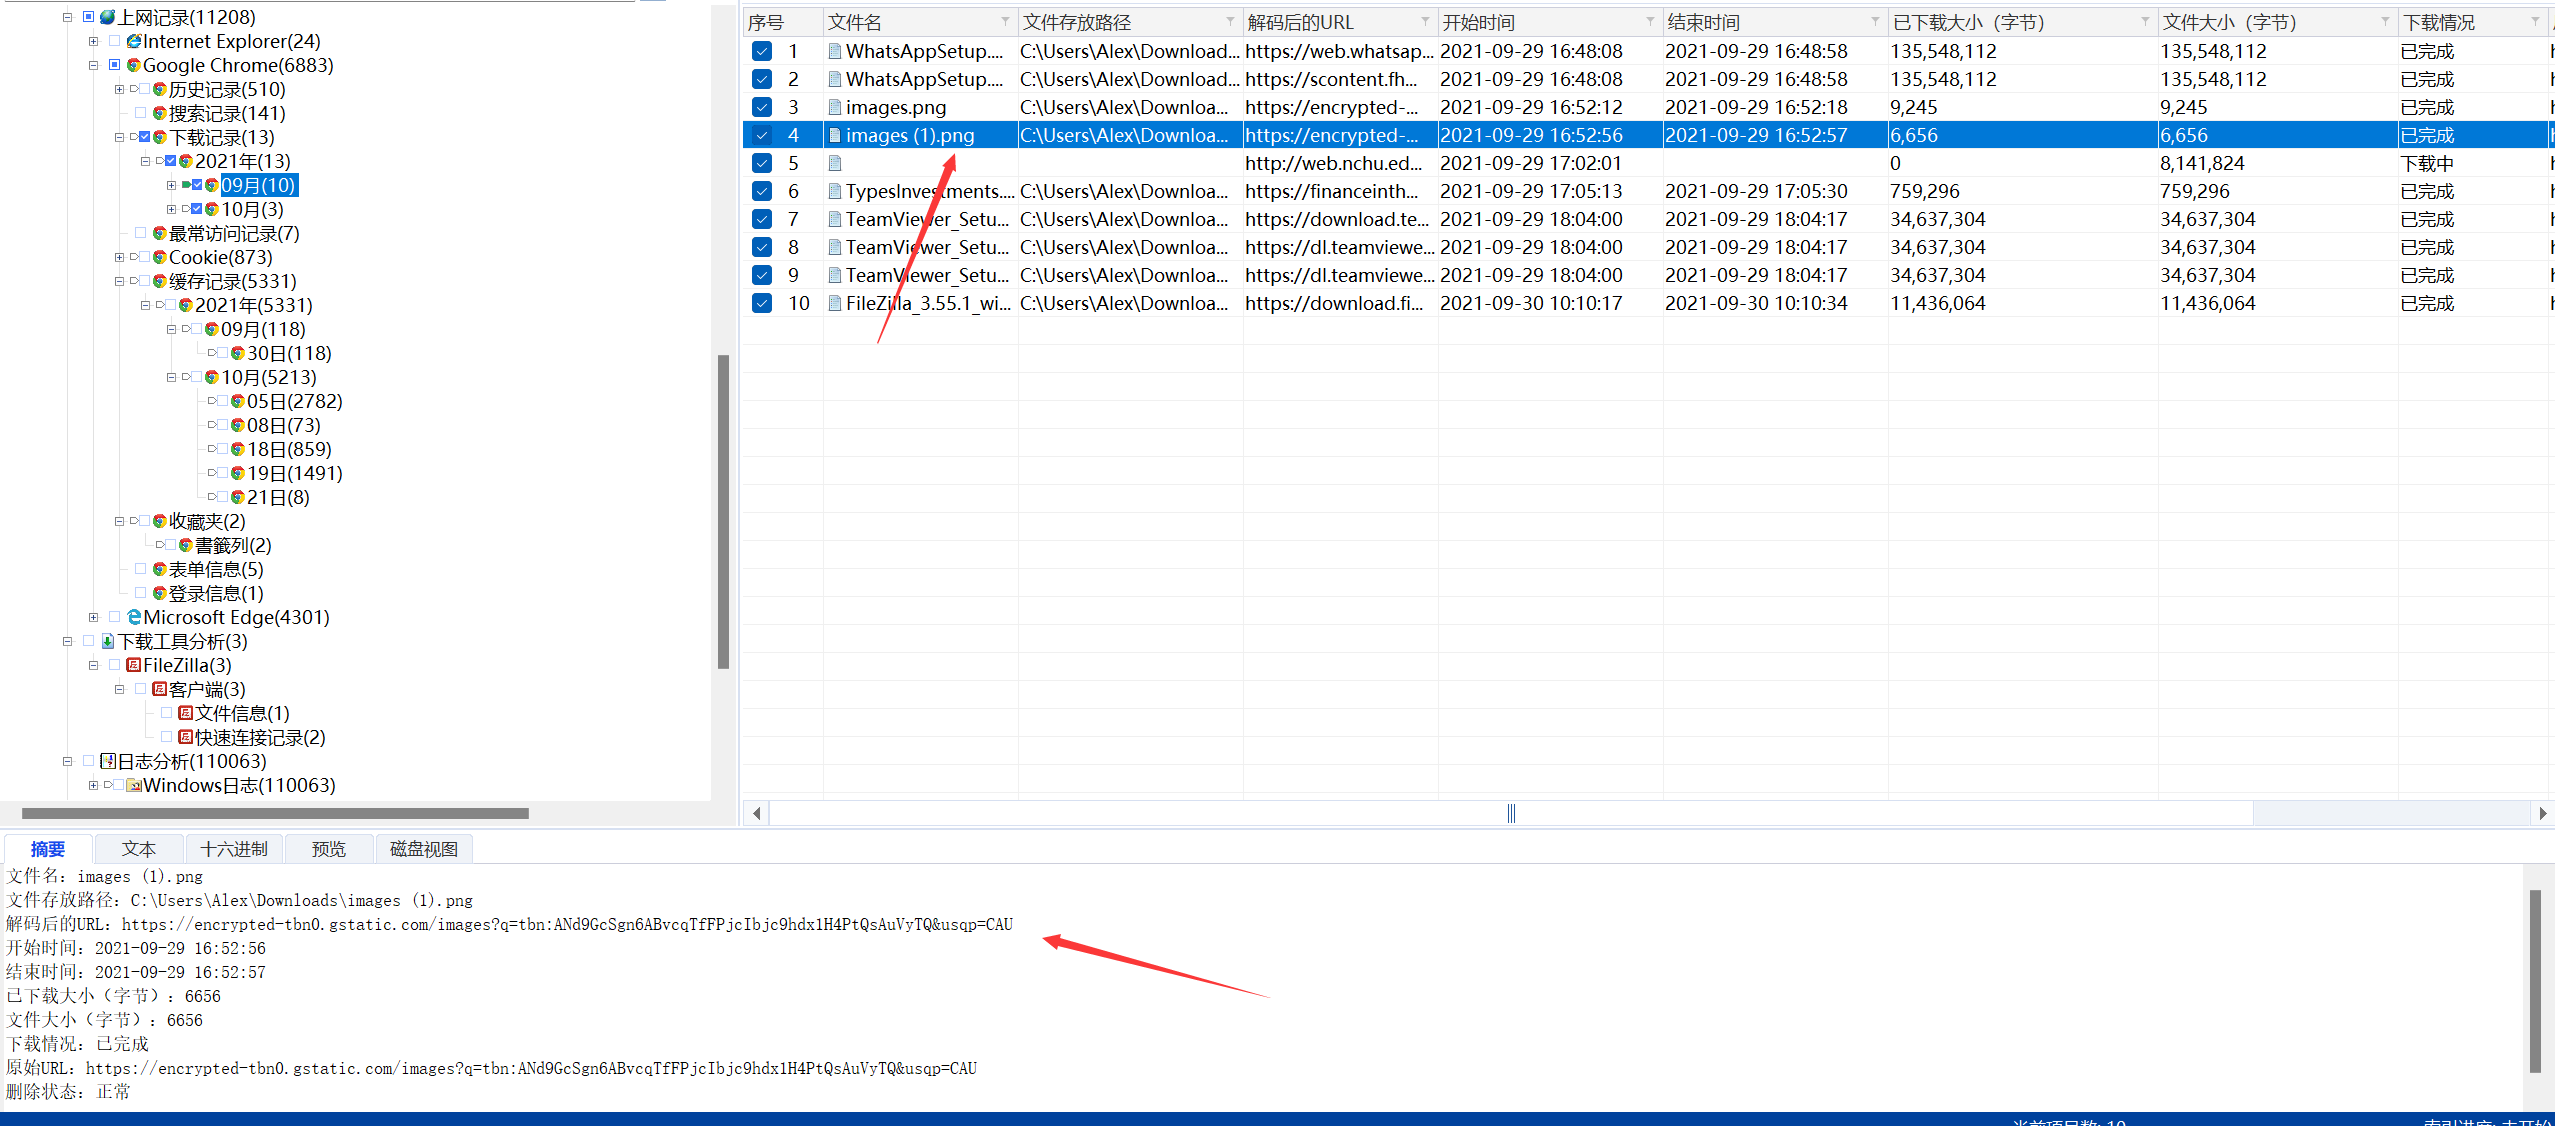 上网记录(11208)
Internet Explorer(24)
Google Chrome(6883)
历史记录(510)
搜索记录(141)
下载记录(13)
2021年(13)
09月(10)
10月(3)
最常访问记录(7)
Cookie(873)
缓存记录(5331)
2021年(5331)
09月(118)
30日(118)
10月(5213)
05日(2782)
08日(73)
18日(859)
19日(1491)
21日(8)
收藏夹(2)
書籤列(2)
表单信息(5)
登录信息(1)
Microsoft Edge(4301)
下载工具分析(3)
FileZilla(3)
客户端(3)
文件信息(1)
快速连接记录(2)
日志分析(110063)
Windows日志(110063)
序号 文件名 文件存放路径 解码后的URL 开始时间 结束时间 已下载大小（字节） 文件大小（字节） 下载情况
1 WhatsAppSetup.... C:\Users\Alex\Download... https://web.whatsap... 2021-09-29 16:48:08 2021-09-29 16:48:58 135,548,112 135,548,112 已完成
2 WhatsAppSetup.... C:\Users\Alex\Download... https://scontent.fh... 2021-09-29 16:48:08 2021-09-29 16:48:58 135,548,112 135,548,112 已完成
3 images.png C:\Users\Alex\Downloa... https://encrypted-... 2021-09-29 16:52:12 2021-09-29 16:52:18 9,245 9,245 已完成
4 images (1).png C:\Users\Alex\Downloa... https://encrypted-... 2021-09-29 16:52:56 2021-09-29 16:52:57 6,656 6,656 已完成
5 http://web.nchu.ed... 2021-09-29 17:02:01 0 8,141,824 下载中
6 TypesInvestments.... C:\Users\Alex\Downloa... https://financeinth... 2021-09-29 17:05:13 2021-09-29 17:05:30 759,296 759,296 已完成
7 TeamViewer_Setu... C:\Users\Alex\Downloa... https://download.te... 2021-09-29 18:04:00 2021-09-29 18:04:17 34,637,304 34,637,304 已完成
8 TeamViewer_Setu... C:\Users\Alex\Downloa... https://dl.teamviewe... 2021-09-29 18:04:00 2021-09-29 18:04:17 34,637,304 34,637,304 已完成
9 TeamViewer_Setu... C:\Users\Alex\Downloa... https://dl.teamviewe... 2021-09-29 18:04:00 2021-09-29 18:04:17 34,637,304 34,637,304 已完成
10 FileZilla_3.55.1_wi... C:\Users\Alex\Downloa... https://download.fi... 2021-09-30 10:10:17 2021-09-30 10:10:34 11,436,064 11,436,064 已完成
摘要 文本 十六进制 预览 磁盘视图
文件名: images (1).png
文件存放路径: C:\Users\Alex\Downloads\images (1).png
解码后的URL: https://encrypted-tbn0.gstatic.com/images?q=tbn:ANd9GcSgn6ABvcqTfFPjcIbjc9hdx1H4PtQsAuVyTQ&usqp=CAU
开始时间: 2021-09-29 16:52:56
结束时间: 2021-09-29 16:52:57
已下载大小（字节）: 6656
文件大小（字节）: 6656
下载情况: 已完成
原始URL: https://encrypted-tbn0.gstatic.com/images?q=tbn:ANd9GcSgn6ABvcqTfFPjcIbjc9hdx1H4PtQsAuVyTQ&usqp=CAU
删除状态: 正常